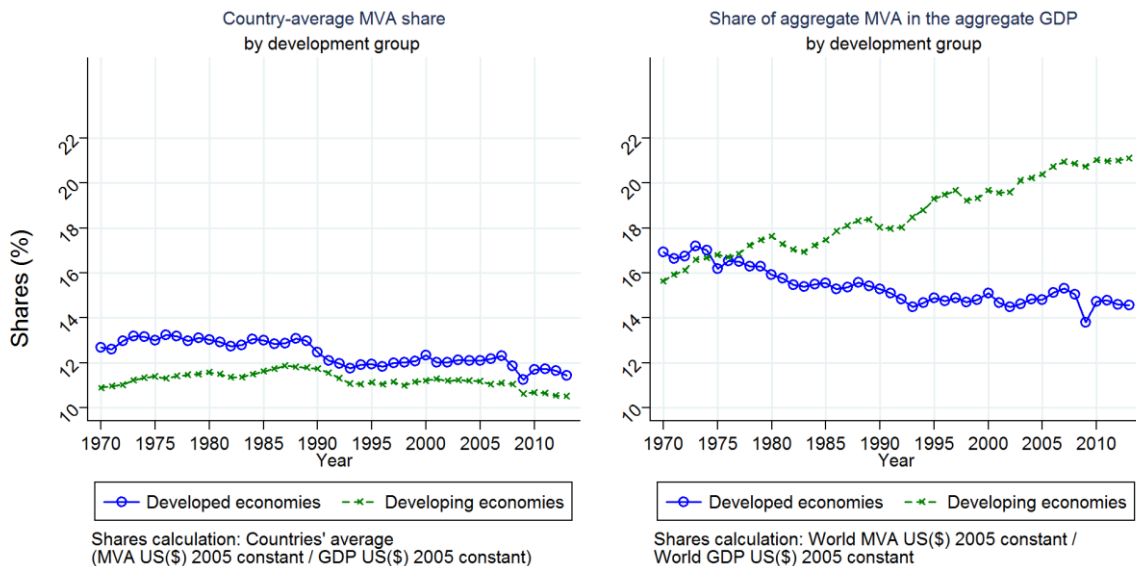 Country-average MVA share
by development group
Shares (%)
22
20
18
16
14
12
10
1970 1975 1980 1985 1990 1995 2000 2005 2010
Year
Developed economies Developing economies
Shares calculation: Countries' average
(MVA US($) 2005 constant / GDP US($) 2005 constant)
Share of aggregate MVA in the aggregate GDP
by development group
22
20
18
16
14
12
10
1970 1975 1980 1985 1990 1995 2000 2005 2010
Year
Developed economies Developing economies
Shares calculation: World MVA US($) 2005 constant /
World GDP US($) 2005 constant